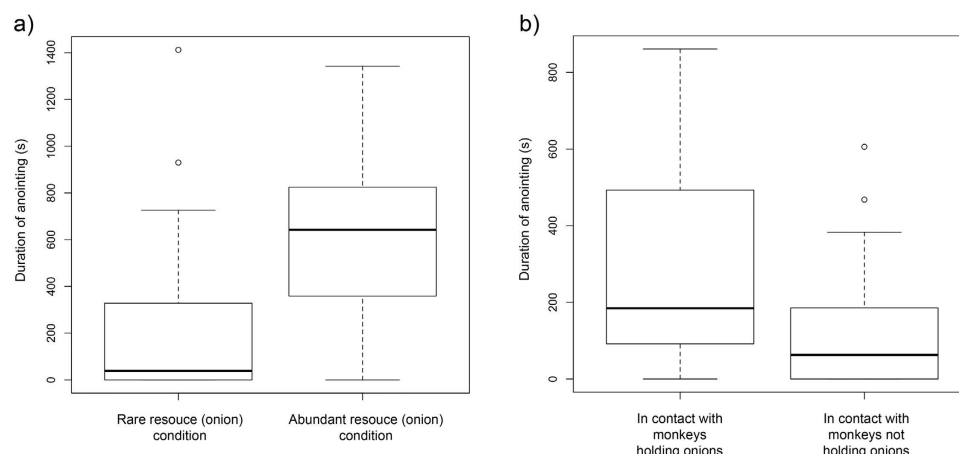 a)
1400
1200
1000
800
600
400
200
0
Duration of anointing (s)
Rare resouce (onion)
condition
Abundant resouce (onion)
condition
b)
800
600
400
200
0
Duration of anointing (s)
In contact with
monkeys
holding onions
In contact with
monkeys not
holding onions